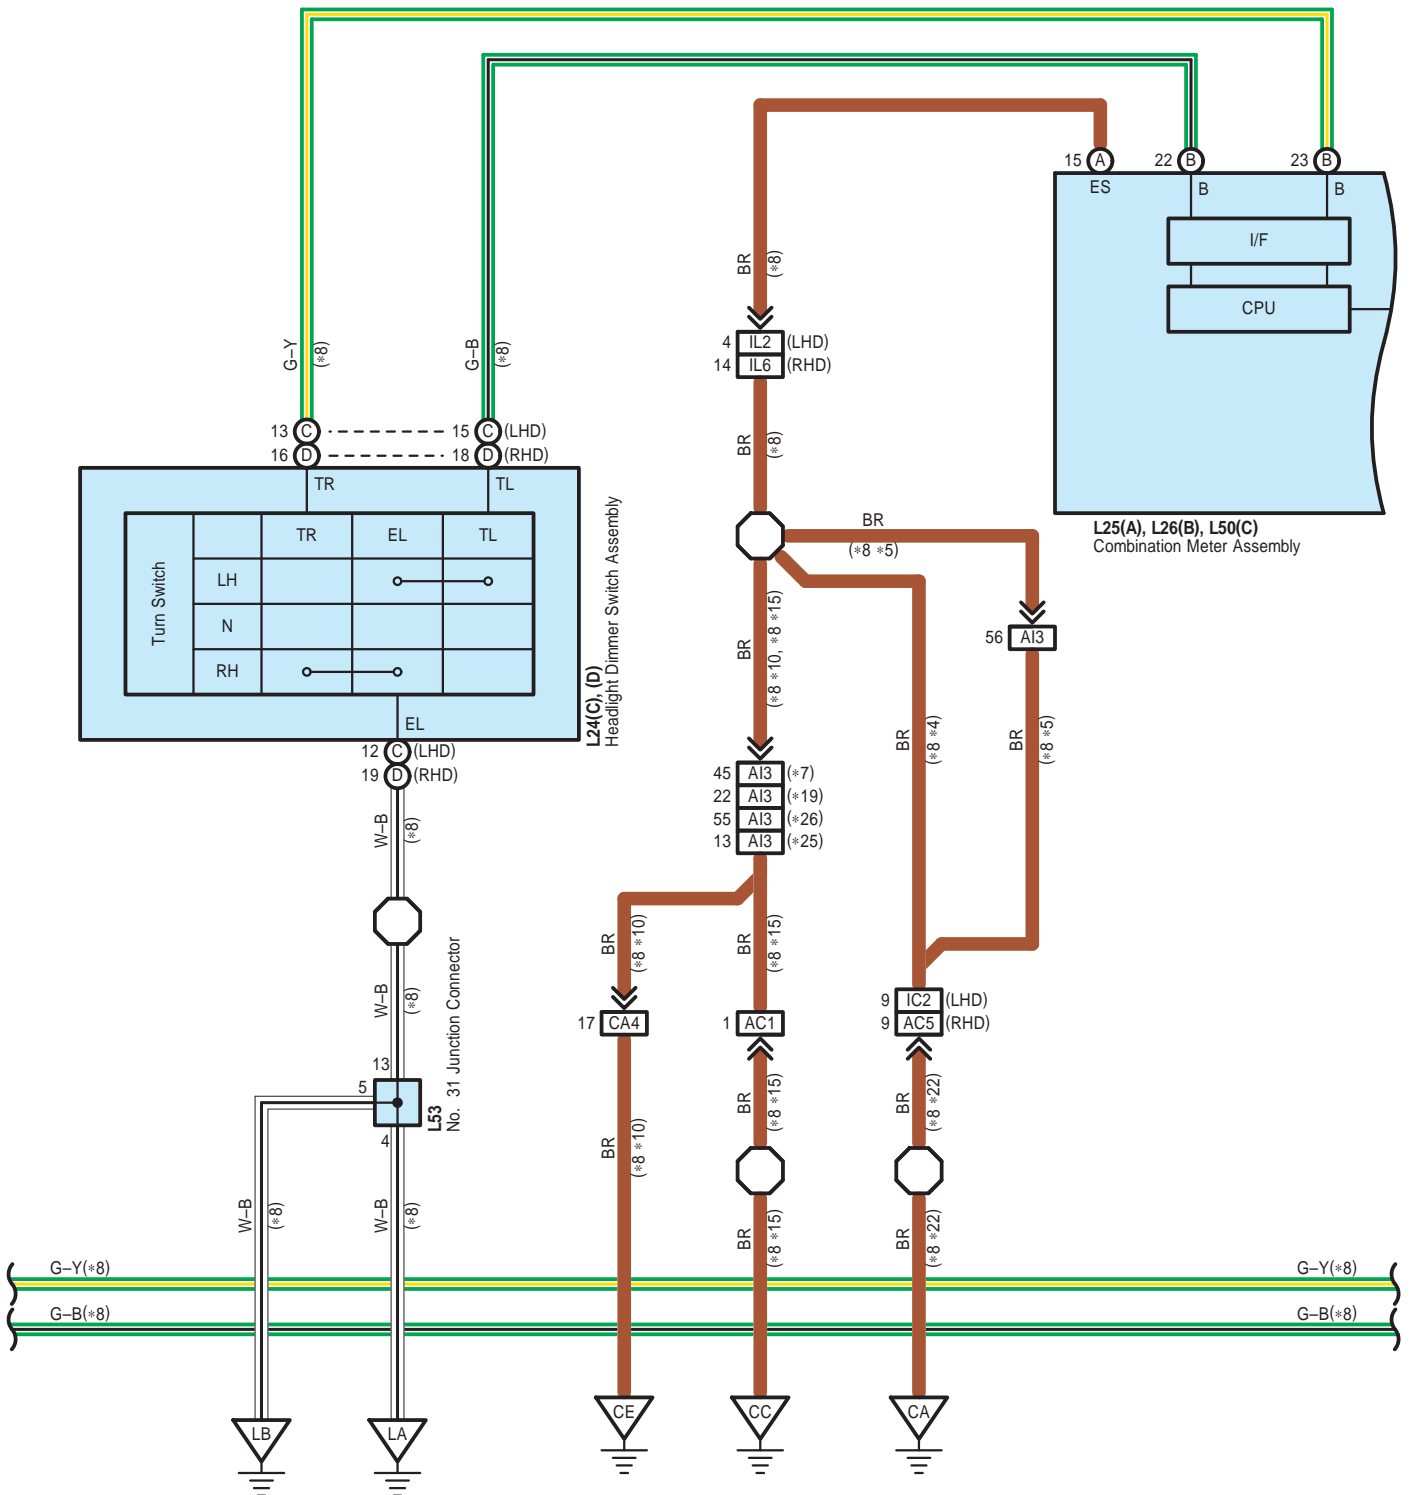 15 A
22 B
23 B
ES
B
B
I/F
CPU
L25(A), L26(B), L50(C)
Combination Meter Assembly
BR
(*8)
4 IL2 (LHD)
14 IL6 (RHD)
BR
(*8)
G–Y
(*8)
G–B
(*8)
13 C 15 C (LHD)
16 D 18 D (RHD)
TR
TL
Turn Switch
TR EL TL
LH
N
RH
EL
L24(C), (D)
Headlight Dimmer Switch Assembly
12 C (LHD)
19 D (RHD)
BR
(*8 *5)
56 AI3
BR
(*8 *10, *8 *15)
BR
(*8 *4)
BR
(*8 *5)
45 AI3 (*7)
22 AI3 (*19)
55 AI3 (*26)
13 AI3 (*25)
W–B
(*8)
W–B
(*8)
BR
(*8 *10)
BR
(*8 *15)
17 CA4
1 AC1
9 IC2 (LHD)
9 AC5 (RHD)
13
5
4
L53
No. 31 Junction Connector
BR
(*8 *10)
BR
(*8 *15)
BR
(*8 *22)
W–B
(*8)
W–B
(*8)
BR
(*8 *15)
BR
(*8 *22)
G–Y(*8)
G–Y(*8)
G–B(*8)
G–B(*8)
LB
LA
CE
CC
CA